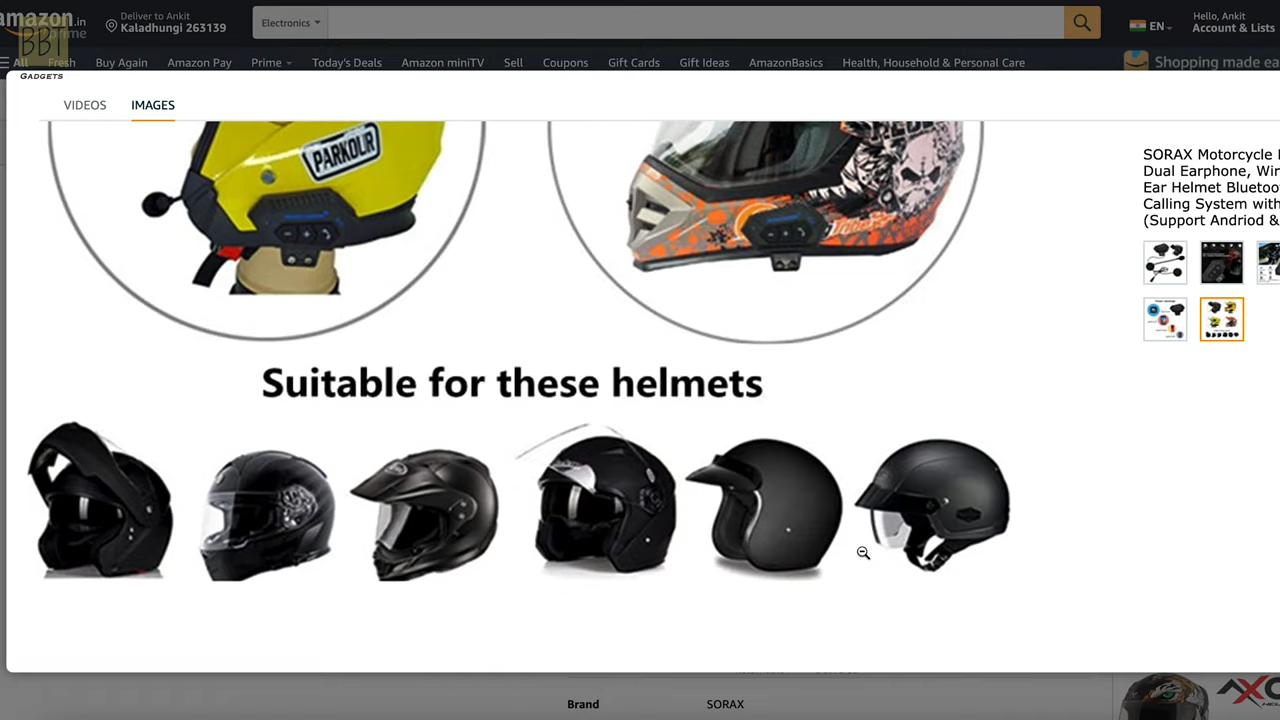 amazon.in
prime
BBT
GADGETS
Deliver to Ankit
Kaladhungi 263139
Electronics
EN
Hello, Ankit
Account & Lists
All Fresh Buy Again Amazon Pay Prime Today's Deals Amazon miniTV Sell Coupons Gift Cards Gift Ideas AmazonBasics Health, Household & Personal Care
Shopping made ea
VIDEOS IMAGES
PARKOUR
SORAX Motorcycle
Dual Earphone, Wir
Ear Helmet Bluetoo
Calling System with
(Support Andriod &
Suitable for these helmets
Brand SORAX